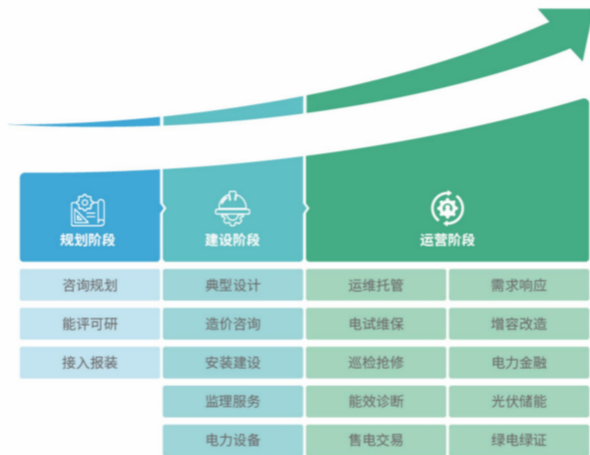 规划阶段
建设阶段
运营阶段
咨询规划
典型设计
运维托管
需求响应
能评可研
造价咨询
电试维保
增容改造
接入报装
安装建设
巡检抢修
电力金融
监理服务
能效诊断
光伏储能
电力设备
售电交易
绿电绿证